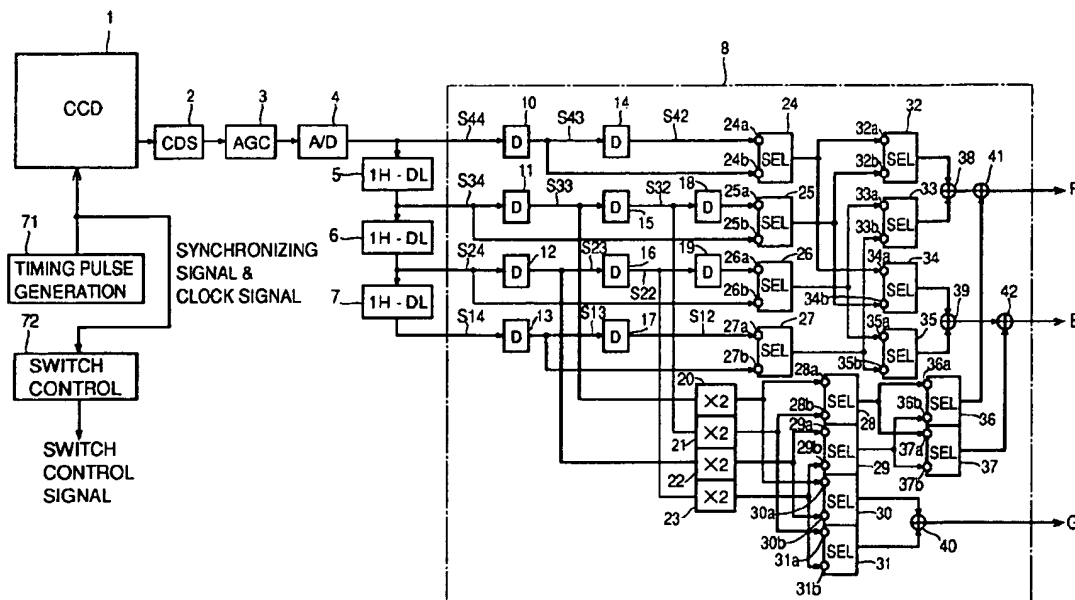 1
8
CCD
2
3
4
CDS
AGC
A/D
S44
10
D
S43
14
D
S42
24a
24
SEL
24b
32a
32
SEL
32b
38
41
R
5
1H - DL
11
S34
D
S33
S32
15
D
18
D
25a
25
SEL
25b
33a
33
SEL
33b
6
1H - DL
71
TIMING PULSE
GENERATION
SYNCHRONIZING
SIGNAL &
CLOCK SIGNAL
S24
12
D
S23
16
D
S22
19
D
26a
26
SEL
26b
34a
34
SEL
34b
39
42
B
7
1H - DL
72
SWITCH
CONTROL
S14
13
D
S13
17
D
S12
27a
27
SEL
27b
35a
35
SEL
35b
20
×2
21
×2
22
×2
23
×2
28a
SEL
28b
28
29a
SEL
29b
29
30a
SEL
30b
30
31a
SEL
31b
31
36a
SEL
36b
36
37a
SEL
37b
37
40
G
SWITCH
CONTROL
SIGNAL